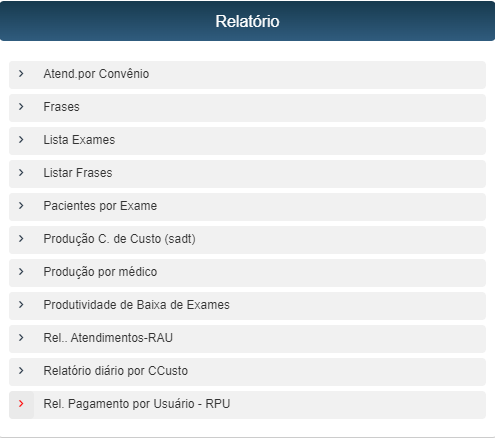 Relatório
Atend.por Convênio
Frases
Lista Exames
Listar Frases
Pacientes por Exame
Produção C. de Custo (sadt)
Produção por médico
Produtividade de Baixa de Exames
Rel.. Atendimentos-RAU
Relatório diário por CCusto
Rel. Pagamento por Usuário - RPU